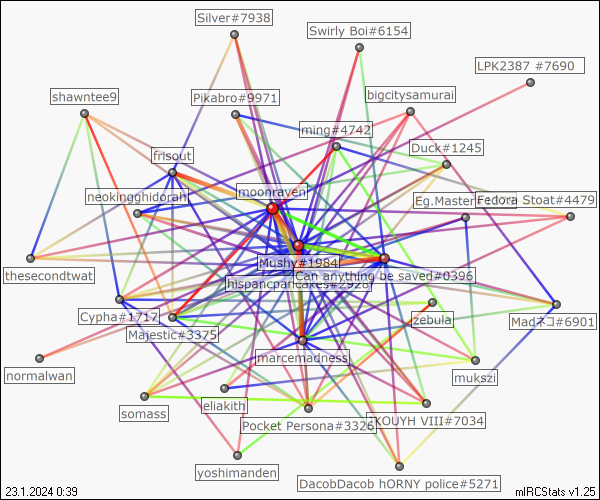 Silver#7938
Swirly Boi#6154
LPK2387 #7690
shawntee9
Pikabro#9971
bigcitysamurai
ming#4742
Duck#1245
frisout
moonraven
neokingghidorah
Eg.Master
Fedora Stoat#4479
Mushy#1984
thesecondtwat
Can anything be saved#0396
hispancpancakes#2928
Cypha#1717
zebula
Madネコ#6901
Majestic#3375
marcemadness
normalwan
mukszi
eliakith
somass
Pocket Persona#3326
KOUYH VIII#7034
yoshimanden
DacobDacob hORNY police#5271
23.1.2024 0:39
mIRCStats v1.25